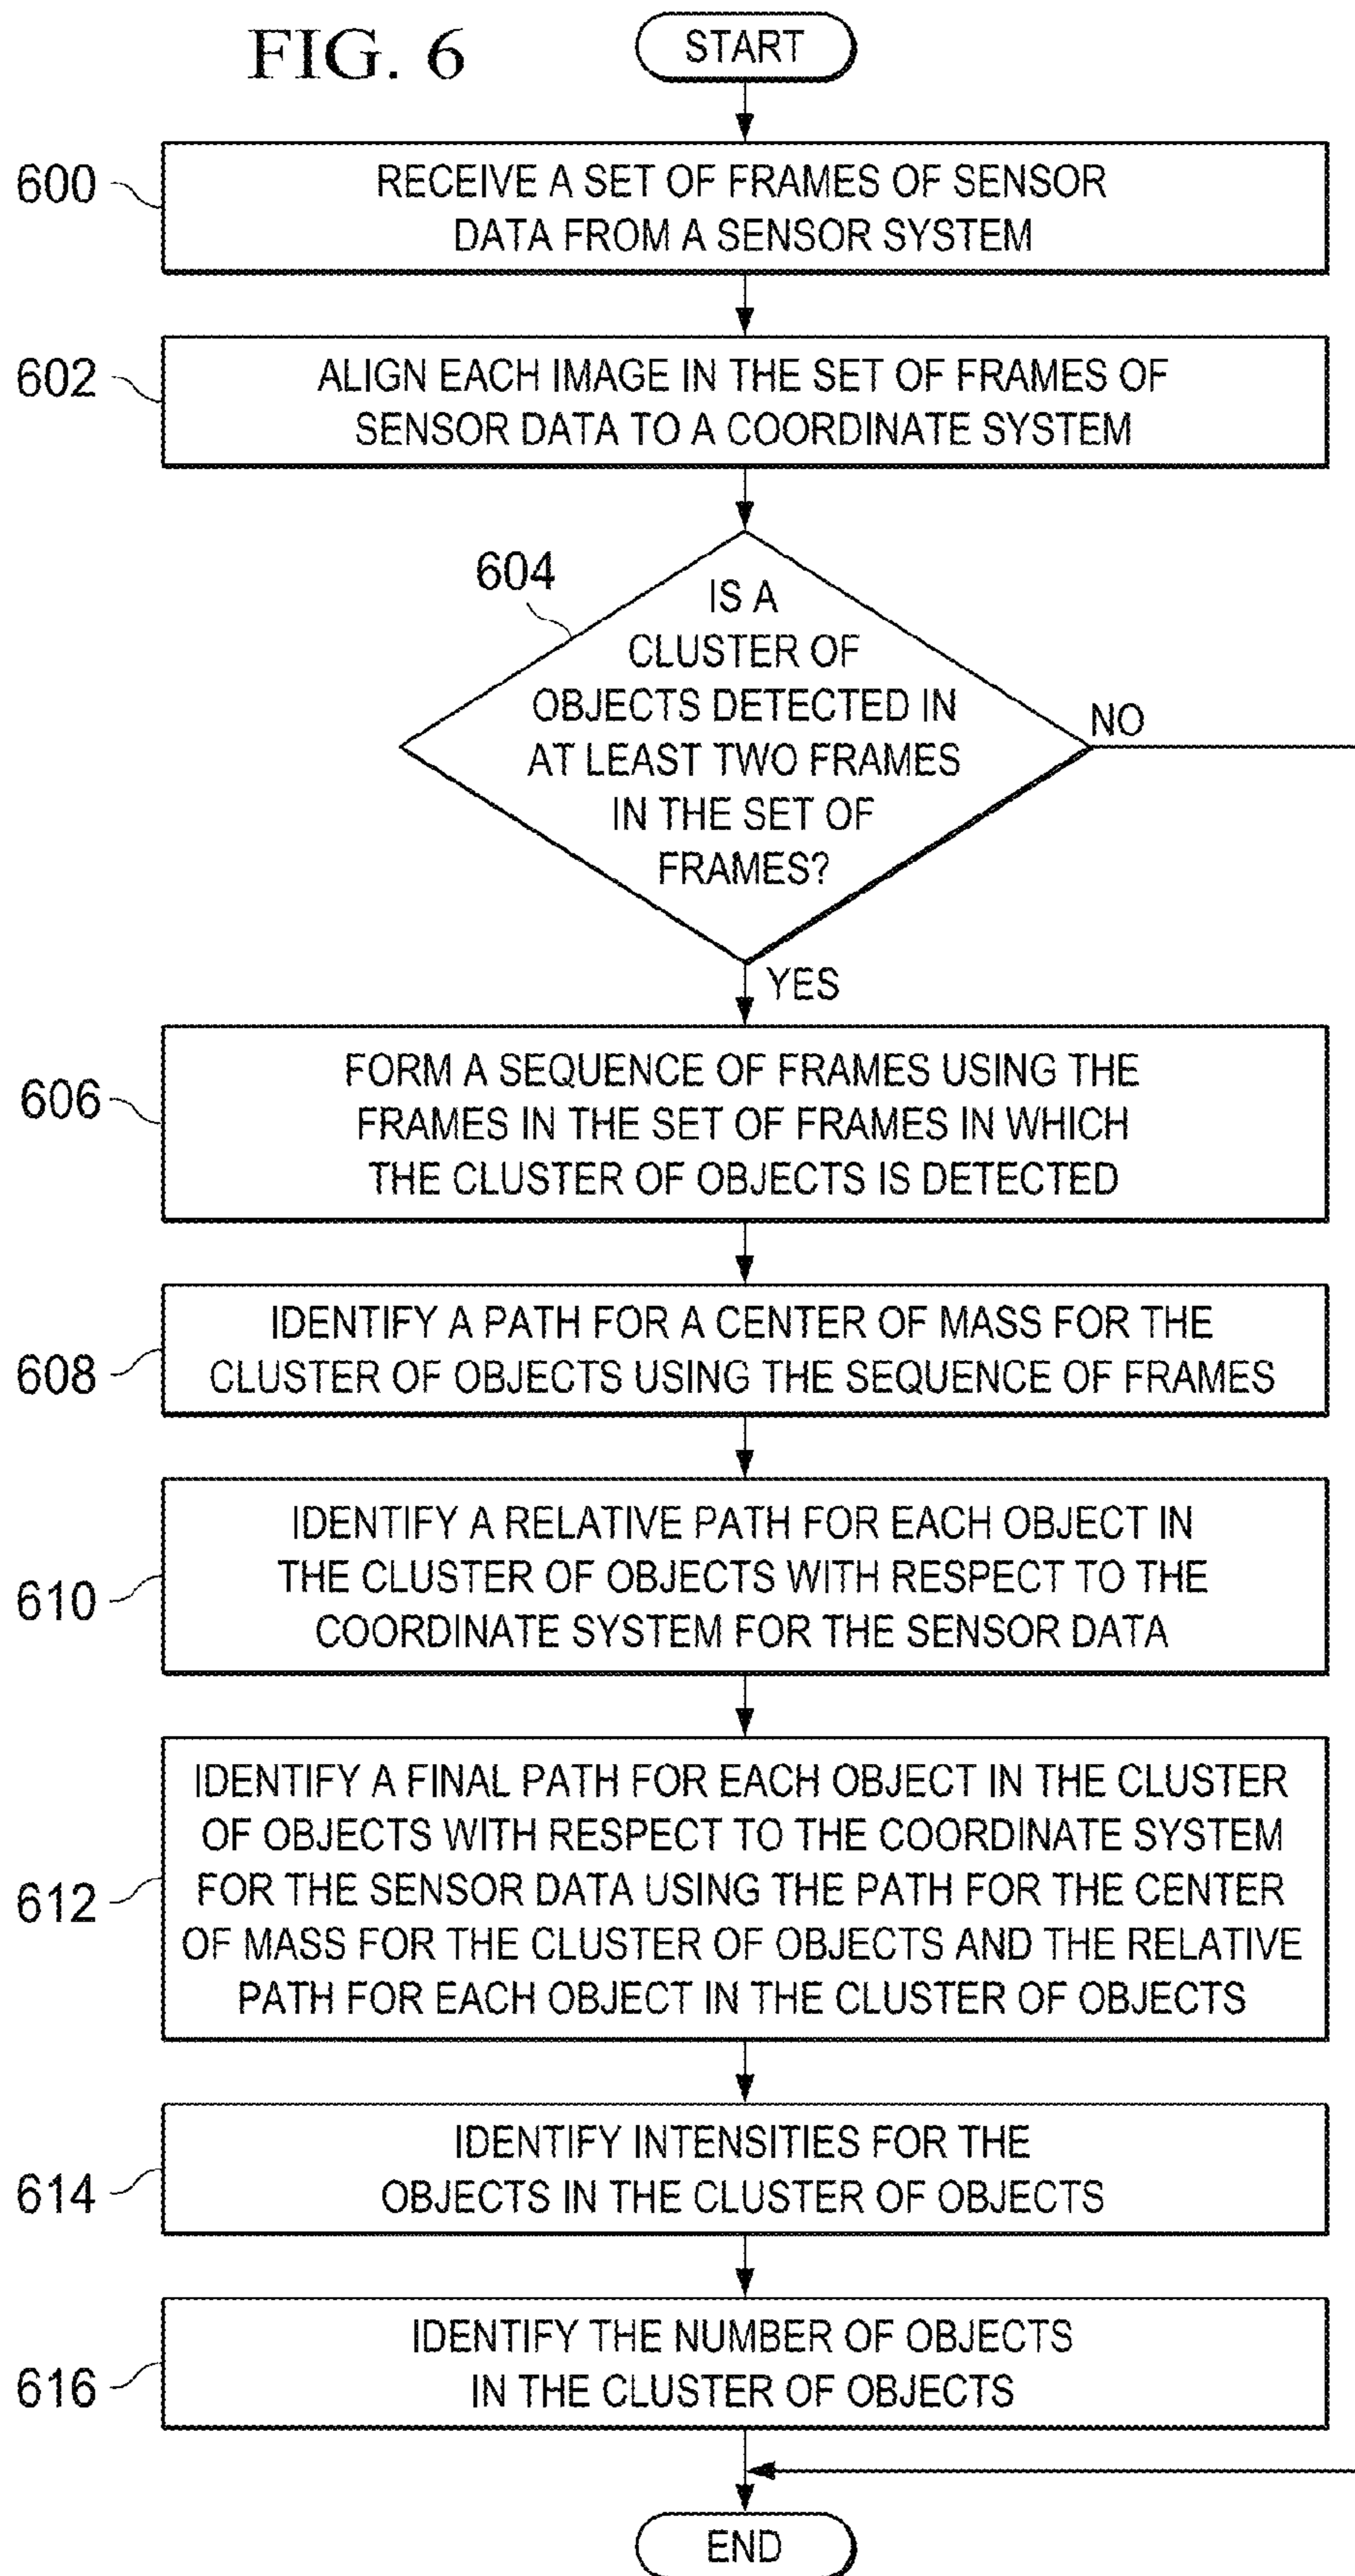 FIG. 6
START
600
RECEIVE A SET OF FRAMES OF SENSOR
DATA FROM A SENSOR SYSTEM
602
ALIGN EACH IMAGE IN THE SET OF FRAMES OF
SENSOR DATA TO A COORDINATE SYSTEM
604
IS A
CLUSTER OF
OBJECTS DETECTED IN
AT LEAST TWO FRAMES
IN THE SET OF
FRAMES?
NO
YES
606
FORM A SEQUENCE OF FRAMES USING THE
FRAMES IN THE SET OF FRAMES IN WHICH
THE CLUSTER OF OBJECTS IS DETECTED
608
IDENTIFY A PATH FOR A CENTER OF MASS FOR THE
CLUSTER OF OBJECTS USING THE SEQUENCE OF FRAMES
610
IDENTIFY A RELATIVE PATH FOR EACH OBJECT IN
THE CLUSTER OF OBJECTS WITH RESPECT TO THE
COORDINATE SYSTEM FOR THE SENSOR DATA
612
IDENTIFY A FINAL PATH FOR EACH OBJECT IN THE CLUSTER
OF OBJECTS WITH RESPECT TO THE COORDINATE SYSTEM
FOR THE SENSOR DATA USING THE PATH FOR THE CENTER
OF MASS FOR THE CLUSTER OF OBJECTS AND THE RELATIVE
PATH FOR EACH OBJECT IN THE CLUSTER OF OBJECTS
614
IDENTIFY INTENSITIES FOR THE
OBJECTS IN THE CLUSTER OF OBJECTS
616
IDENTIFY THE NUMBER OF OBJECTS
IN THE CLUSTER OF OBJECTS
END